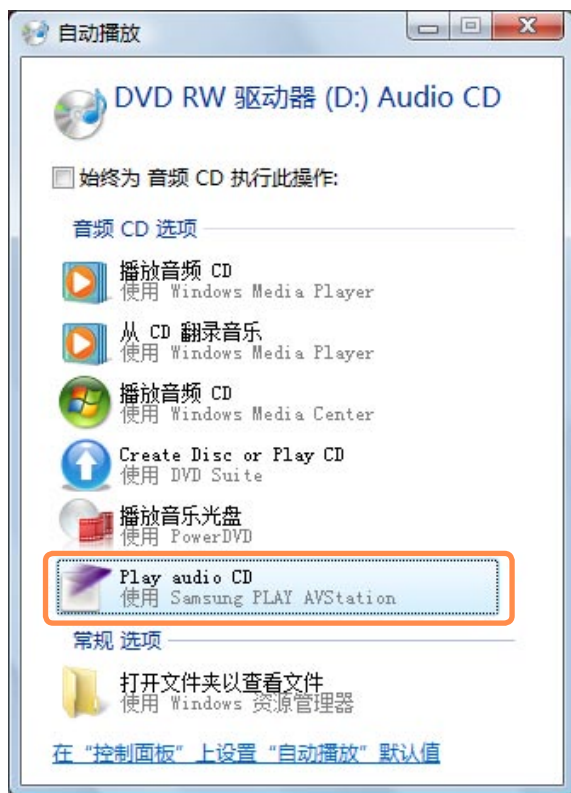 自动播放
DVD RW 驱动器 (D:) Audio CD
始终为 音频 CD 执行此操作:
音频 CD 选项
播放音频 CD
使用 Windows Media Player
从 CD 翻录音乐
使用 Windows Media Player
播放音频 CD
使用 Windows Media Center
Create Disc or Play CD
使用 DVD Suite
播放音乐光盘
使用 PowerDVD
Play audio CD
使用 Samsung PLAY AVStation
常规 选项
打开文件夹以查看文件
使用 Windows 资源管理器
在 “控制面板” 上设置 “自动播放” 默认值